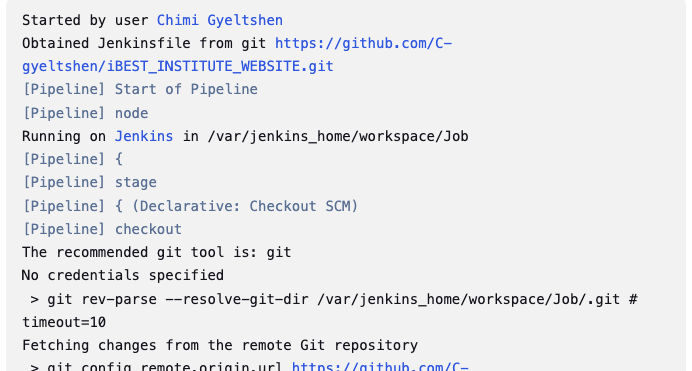 Started by user Chimi Gyeltshen
Obtained Jenkinsfile from git https://github.com/C-
gyeltshen/iBEST_INSTITUTE_WEBSITE.git
[Pipeline] Start of Pipeline
[Pipeline] node
Running on Jenkins in /var/jenkins_home/workspace/Job
[Pipeline] {
[Pipeline] stage
[Pipeline] { (Declarative: Checkout SCM)
[Pipeline] checkout
The recommended git tool is: git
No credentials specified
 > git rev-parse --resolve-git-dir /var/jenkins_home/workspace/Job/.git #
timeout=10
Fetching changes from the remote Git repository
 > git config remote.origin.url https://github.com/C-